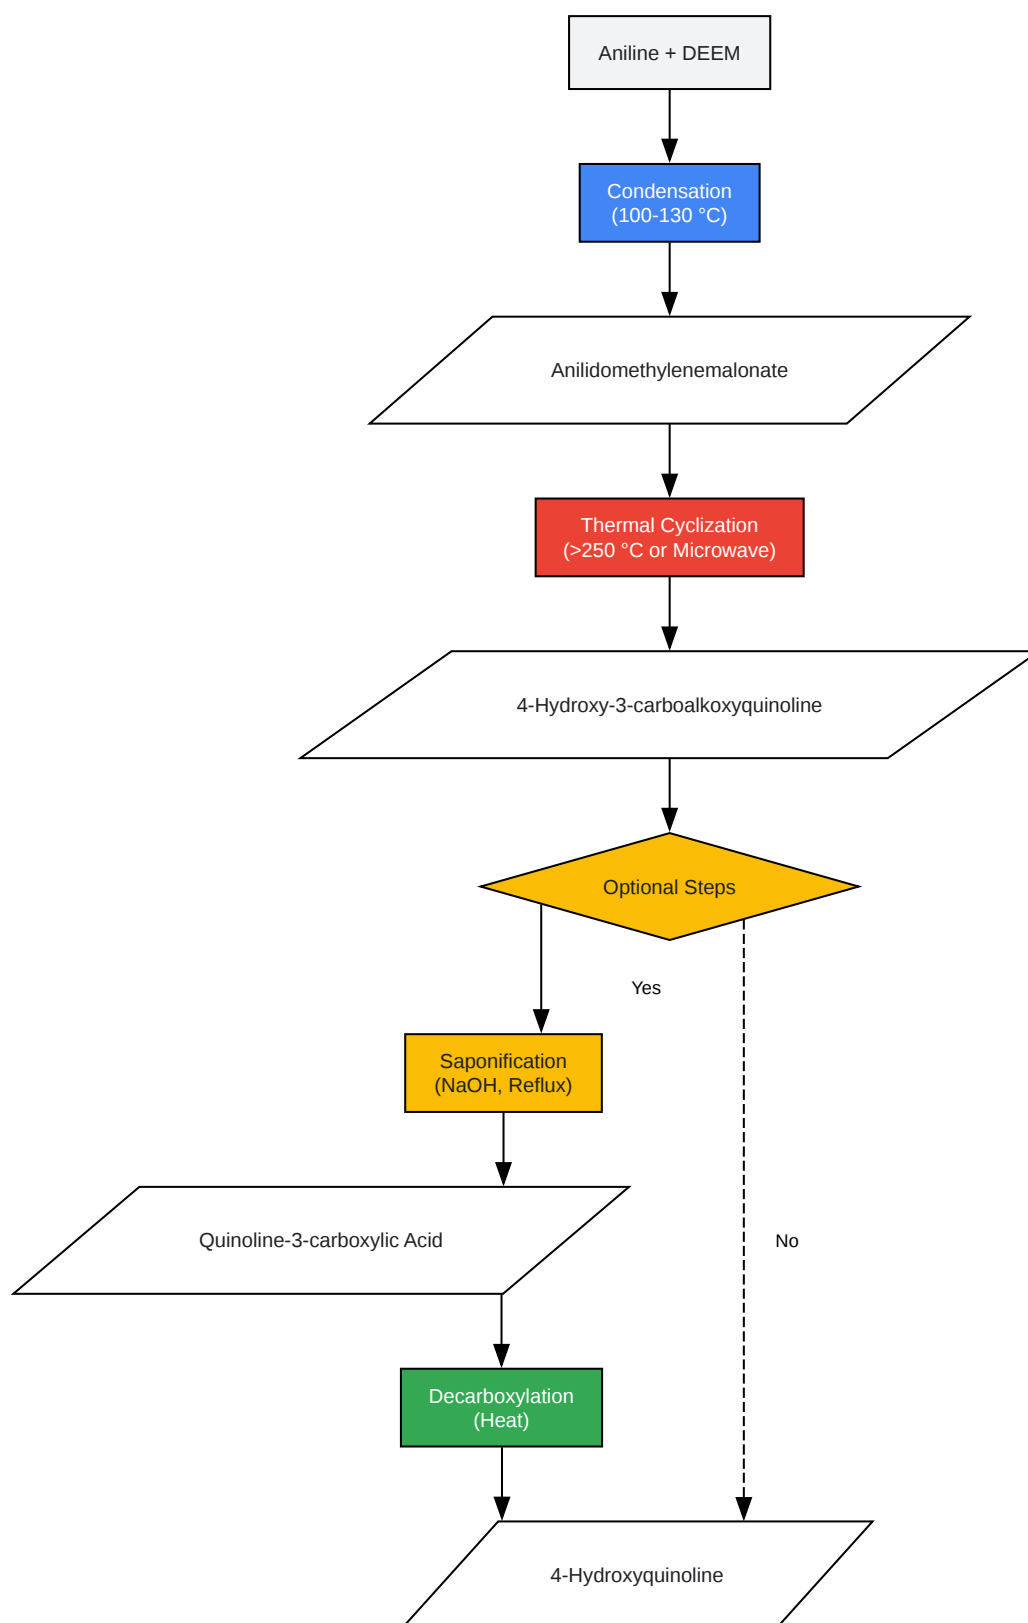 Aniline + DEEM
Condensation
(100-130 °C)
Anilidomethylenemalonate
Thermal Cyclization
(>250 °C or Microwave)
4-Hydroxy-3-carboalkoxyquinoline
Optional Steps
Yes
Saponification
(NaOH, Reflux)
Quinoline-3-carboxylic Acid
No
Decarboxylation
(Heat)
4-Hydroxyquinoline